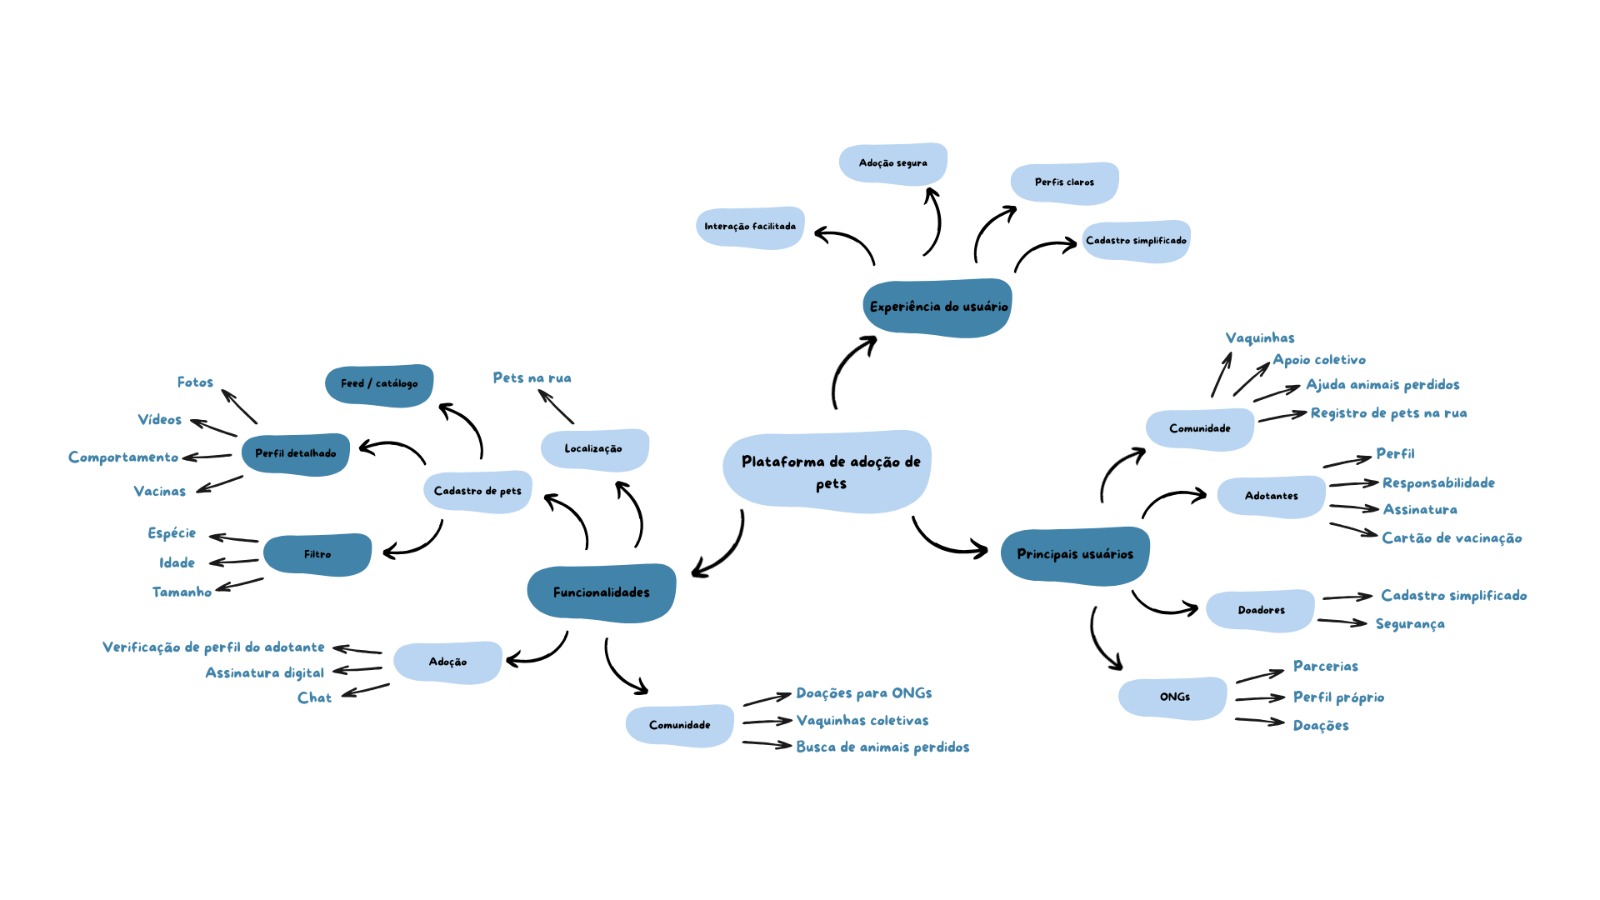 Adoção segura
Perfis claros
Interação facilitada
Cadastro simplificado
Experiência do usuário
Plataforma de adoção de
pets
Vaquinhas
Apoio coletivo
Ajuda animais perdidos
Registro de pets na rua
Comunidade
Perfil
Responsabilidade
Assinatura
Cartão de vacinação
Adotantes
Principais usuários
Doadores
Cadastro simplificado
Segurança
ONGs
Parcerias
Perfil próprio
Doações
Pets na rua
Localização
Feed / catálogo
Fotos
Vídeos
Comportamento
Vacinas
Perfil detalhado
Cadastro de pets
Espécie
Idade
Tamanho
Filtro
Funcionalidades
Verificação de perfil do adotante
Assinatura digital
Chat
Adoção
Comunidade
Doações para ONGs
Vaquinhas coletivas
Busca de animais perdidos